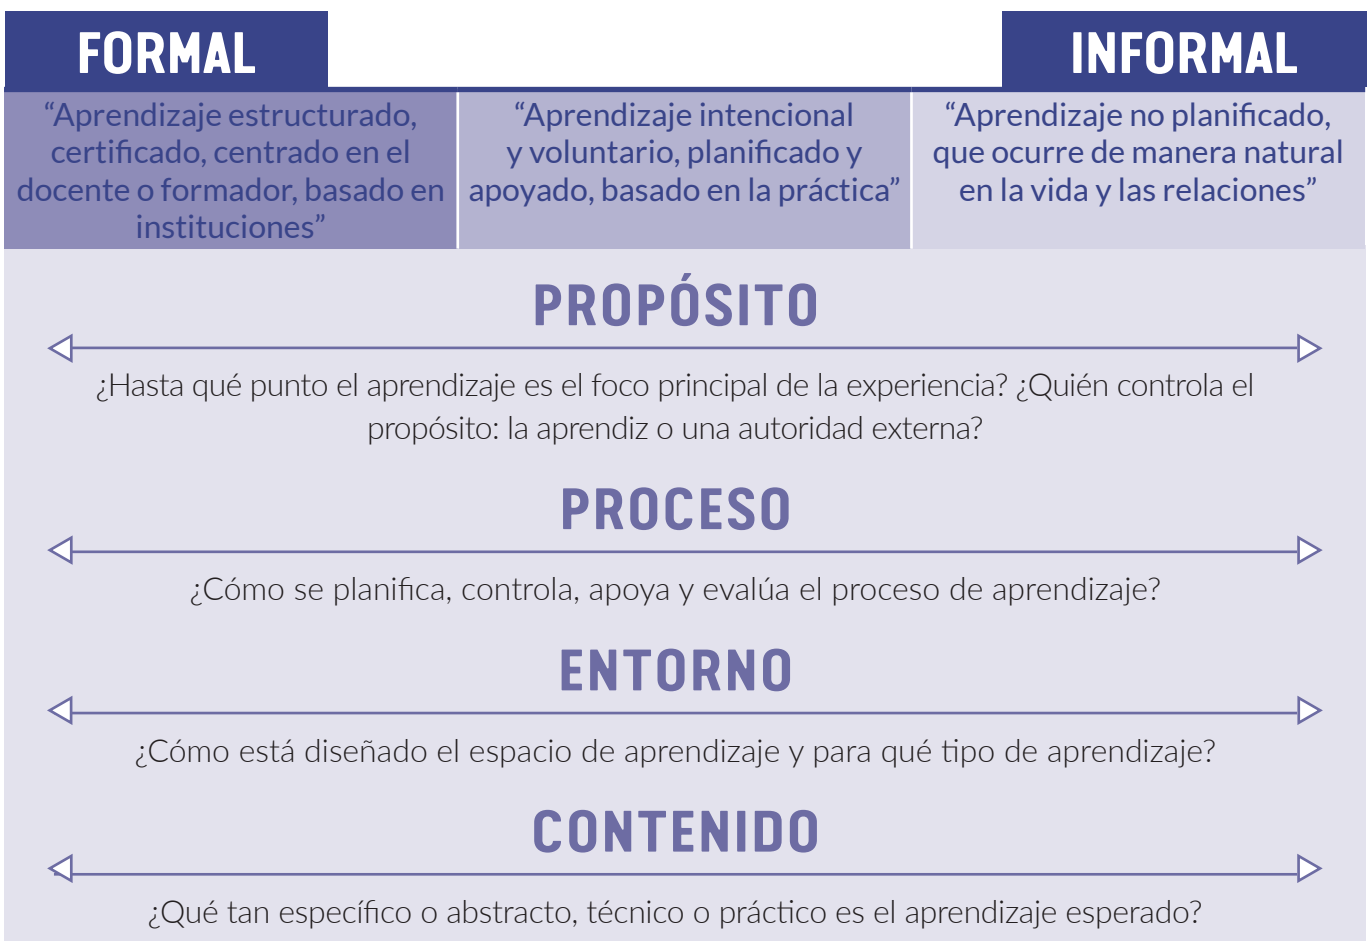 FORMAL
INFORMAL
“Aprendizaje estructurado,
certificado, centrado en el
docente o formador, basado en
instituciones”
“Aprendizaje intencional
y voluntario, planificado y
apoyado, basado en la práctica”
“Aprendizaje no planificado,
que ocurre de manera natural
en la vida y las relaciones”
PROPÓSITO
¿Hasta qué punto el aprendizaje es el foco principal de la experiencia? ¿Quién controla el
propósito: la aprendiz o una autoridad externa?
PROCESO
¿Cómo se planifica, controla, apoya y evalúa el proceso de aprendizaje?
ENTORNO
¿Cómo está diseñado el espacio de aprendizaje y para qué tipo de aprendizaje?
CONTENIDO
¿Qué tan específico o abstracto, técnico o práctico es el aprendizaje esperado?